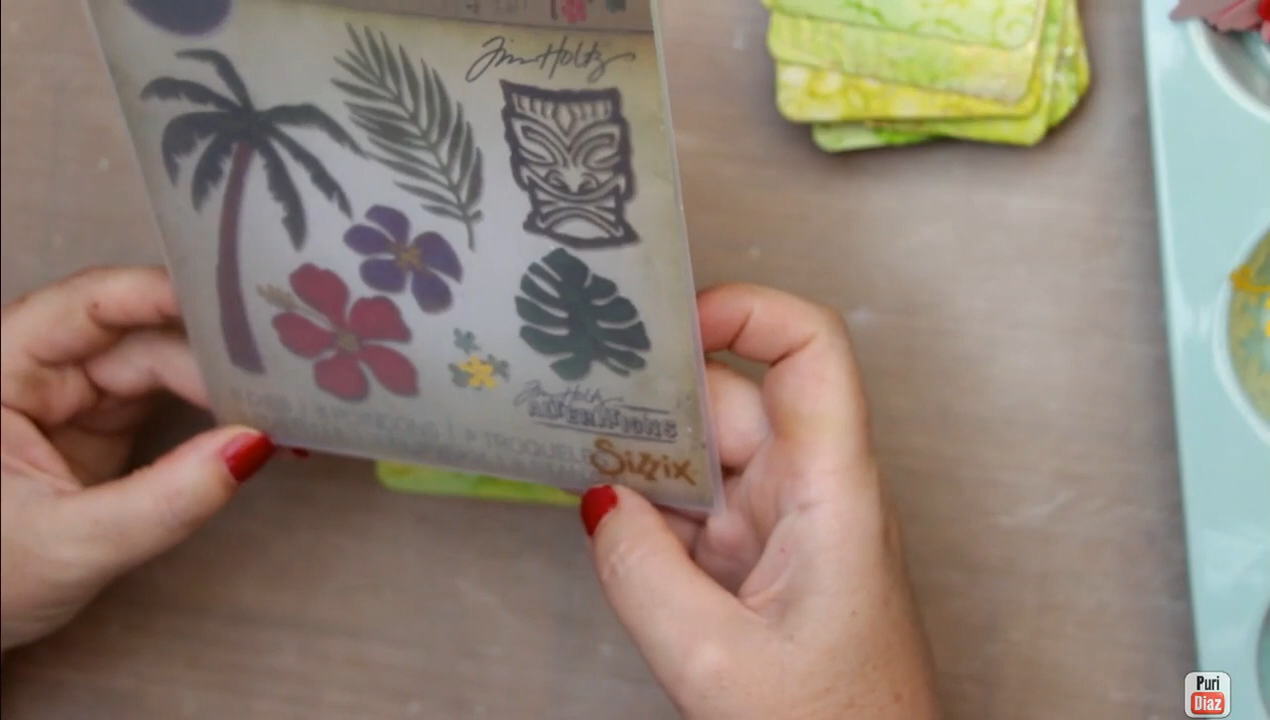 Tim Holtz
Tim Holtz
ALTERATIONS
Sizzix
Puri
Diaz